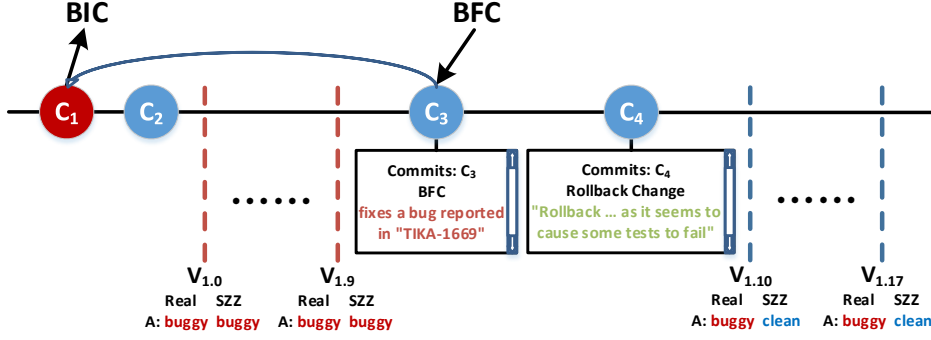 BIC
BFC
C1
C2
C3
C4
Commits: C3
BFC
fixes a bug reported
in "TIKA-1669"
Commits: C4
Rollback Change
"Rollback ... as it seems to
cause some tests to fail"
......
......
V1.0
Real SZZ
A: buggy buggy
V1.9
Real SZZ
A: buggy buggy
V1.10
Real SZZ
A: buggy clean
V1.17
Real SZZ
A: buggy clean